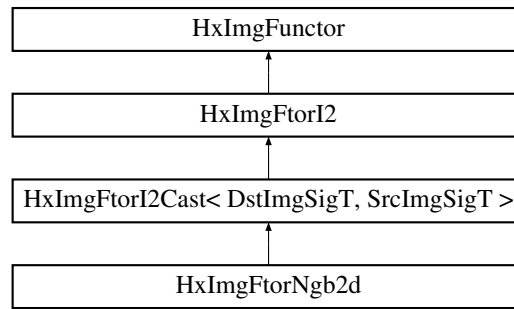 HxImgFunctor
HxImgFtorI2
HxImgFtorI2Cast< DstImgSigT, SrcImgSigT >
HxImgFtorNgb2d